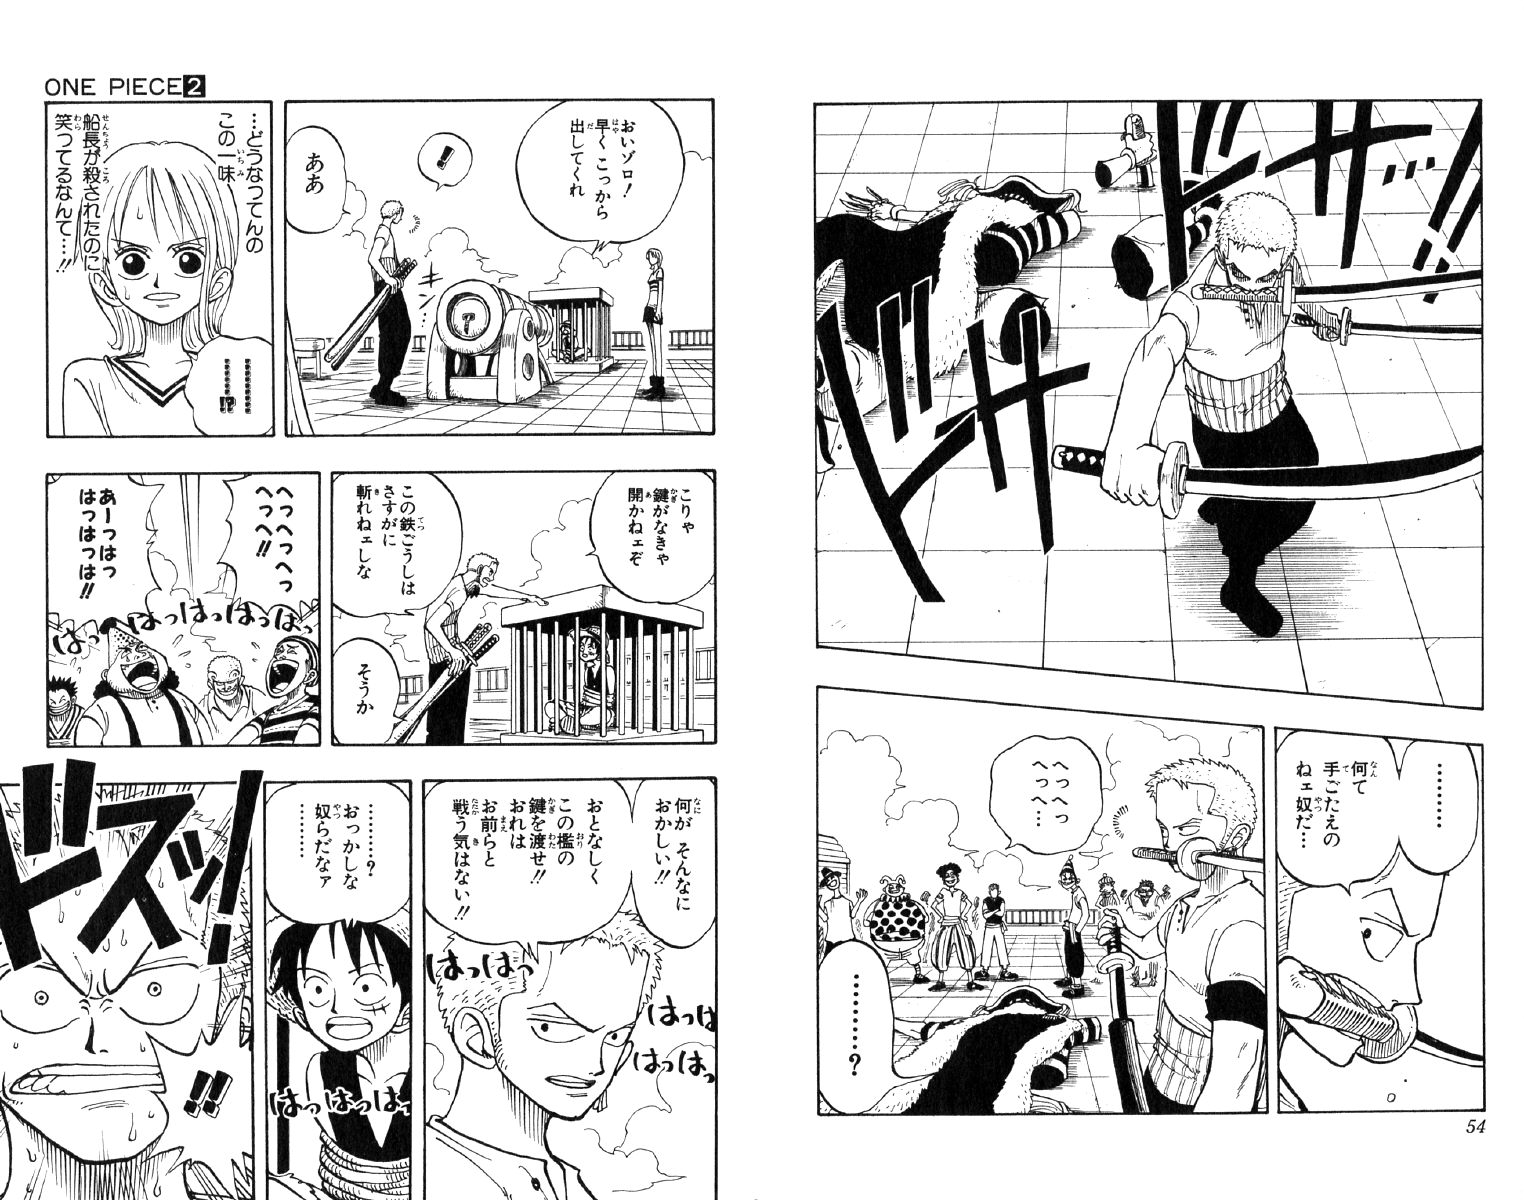 ドサドサ
…………
何て
手ごたえの
ねェ奴だ…
へっへっ
へっへ…
…………?
54
ONE PIECE2
おいゾロ!
早くこっから
出してくれ
!
ああ
キン…
…どうなってんの
この一味
船長が殺されたのに
笑ってるなんて…!!
…………!?
こりゃ
鍵がなきゃ
開かねェぞ
この鉄ごうしは
さすがに
斬れねェしな
そうか
へっへっへっ
へっへ!!
あーっはっ
はっはっは!!
はっはっはっはっはっ
何が そんなに
おかしい!!
おとなしく
この檻の
鍵を渡せ!!
おれは
お前らと
戦う気はない!!
はっはっ
はっは
はっはっ
…………?
おっかしな
奴らだなァ
…………
はっはっはっ
ドスッ!
!!